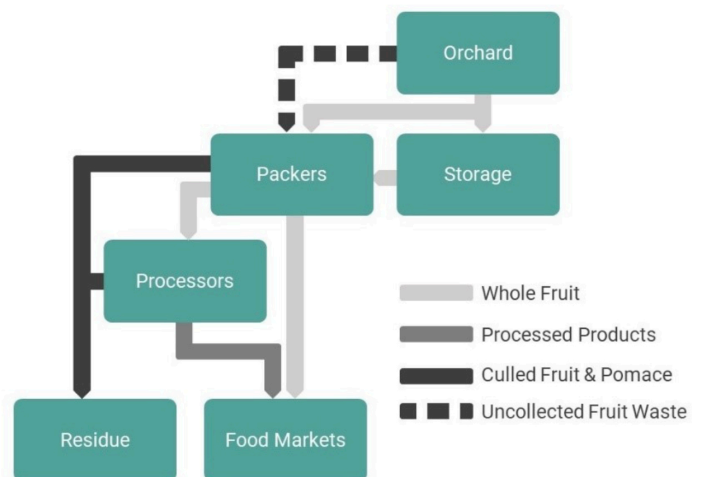 Orchard
Packers
Storage
Processors
Whole Fruit
Processed Products
Culled Fruit & Pomace
Uncollected Fruit Waste
Residue
Food Markets